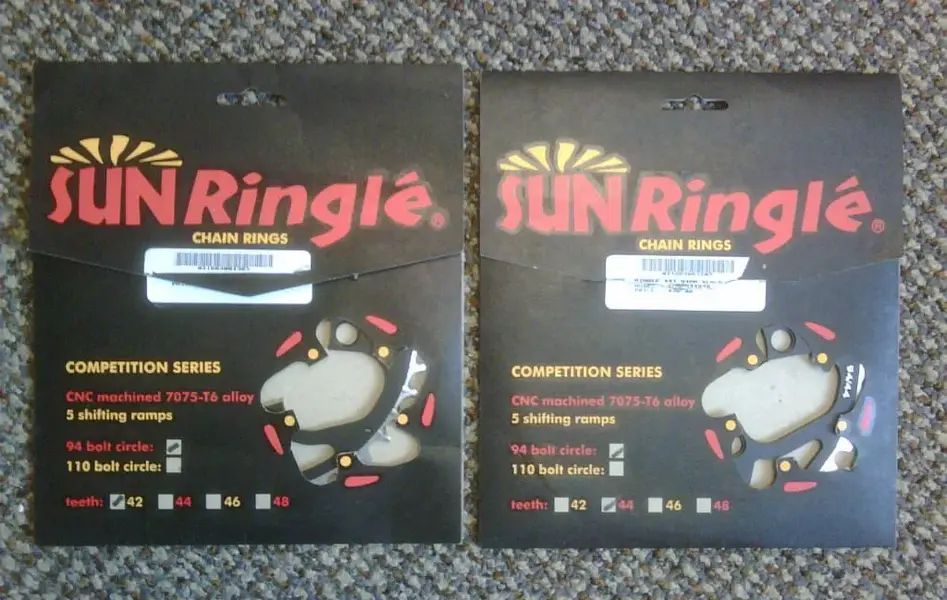 SUN Ringlé®
CHAIN RINGS
COMPETITION SERIES
CNC machined 7075-T6 alloy
5 shifting ramps
94 bolt circle:
110 bolt circle:
teeth: 42 44 46 48
SUN Ringlé®
CHAIN RINGS
COMPETITION SERIES
CNC machined 7075-T6 alloy
5 shifting ramps
94 bolt circle:
110 bolt circle:
teeth: 42 44 46 48
94/44